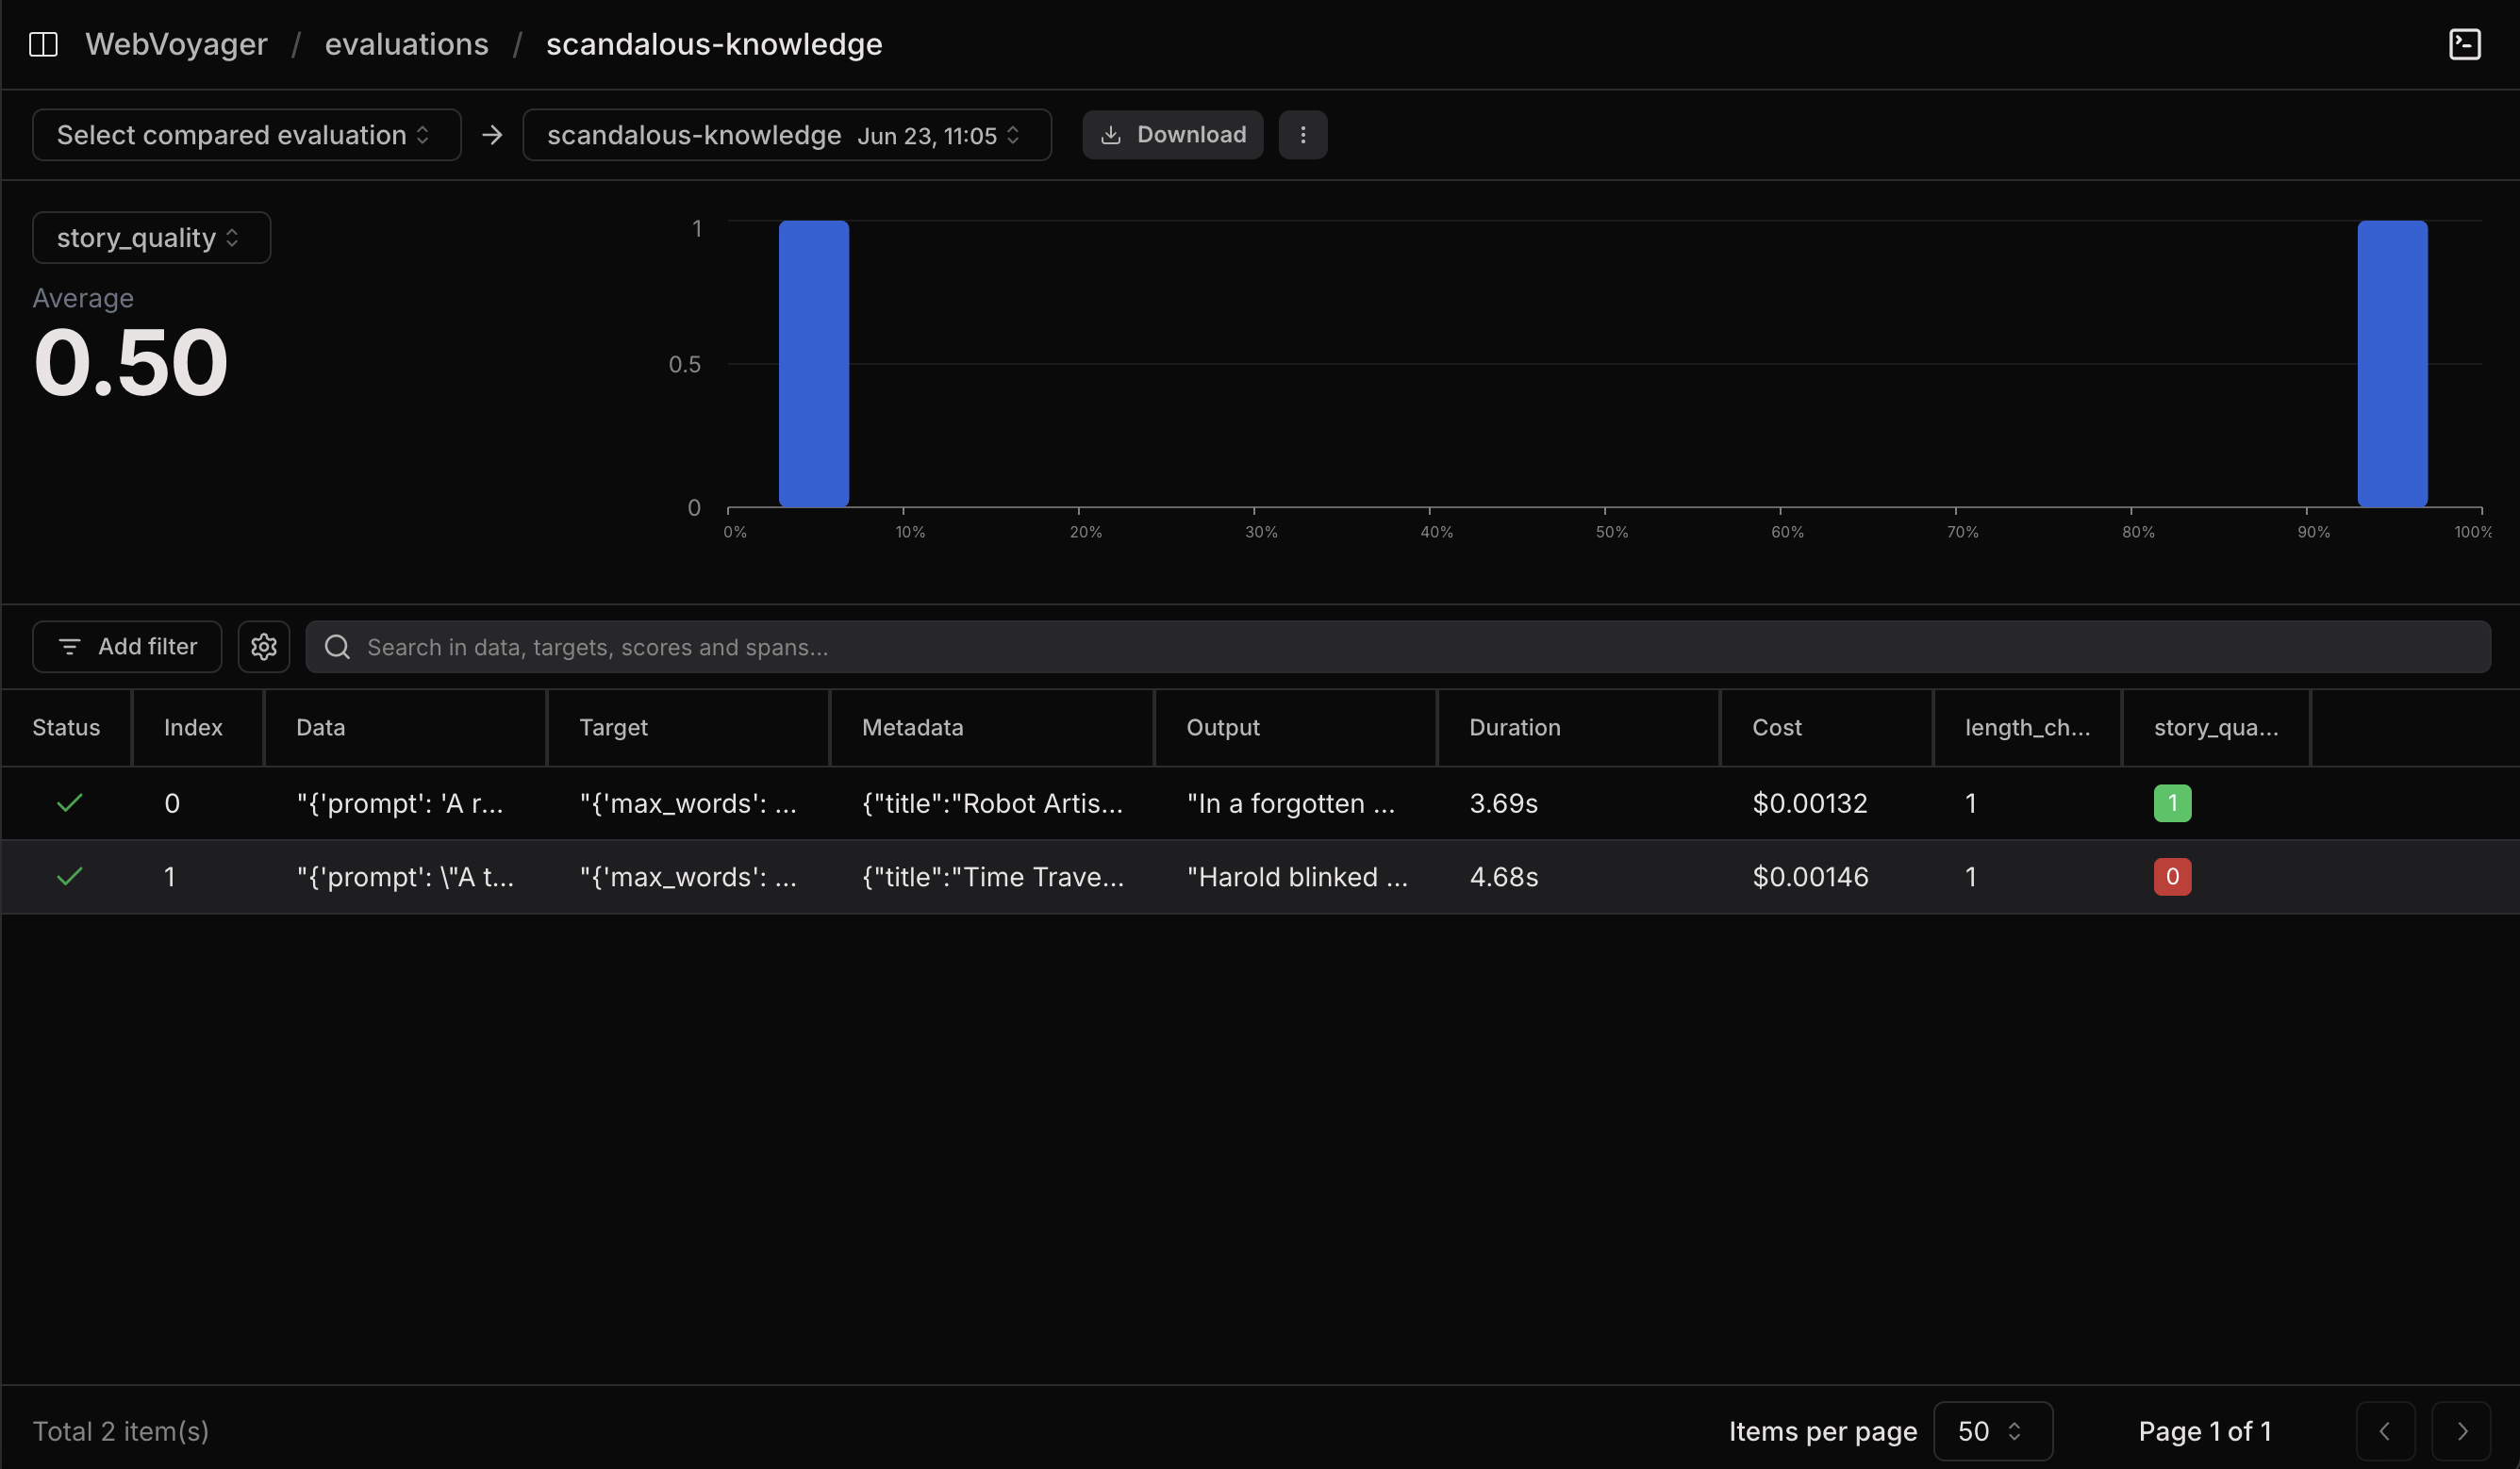 WebVoyager / evaluations / scandalous-knowledge
Select compared evaluation → scandalous-knowledge Jun 23, 11:05 Download
story_quality
Average
0.50
1
0.5
0
0% 10% 20% 30% 40% 50% 60% 70% 80% 90% 100%
Add filter Search in data, targets, scores and spans...
Status Index Data Target Metadata Output Duration Cost length_ch... story_qua...
0 "{'prompt': 'A r... "{'max_words': ... {"title":"Robot Artis... "In a forgotten ... 3.69s $0.00132 1 1
1 "{'prompt': \"A t... "{'max_words': ... {"title":"Time Trave... "Harold blinked ... 4.68s $0.00146 1 0
Total 2 item(s) Items per page 50 Page 1 of 1